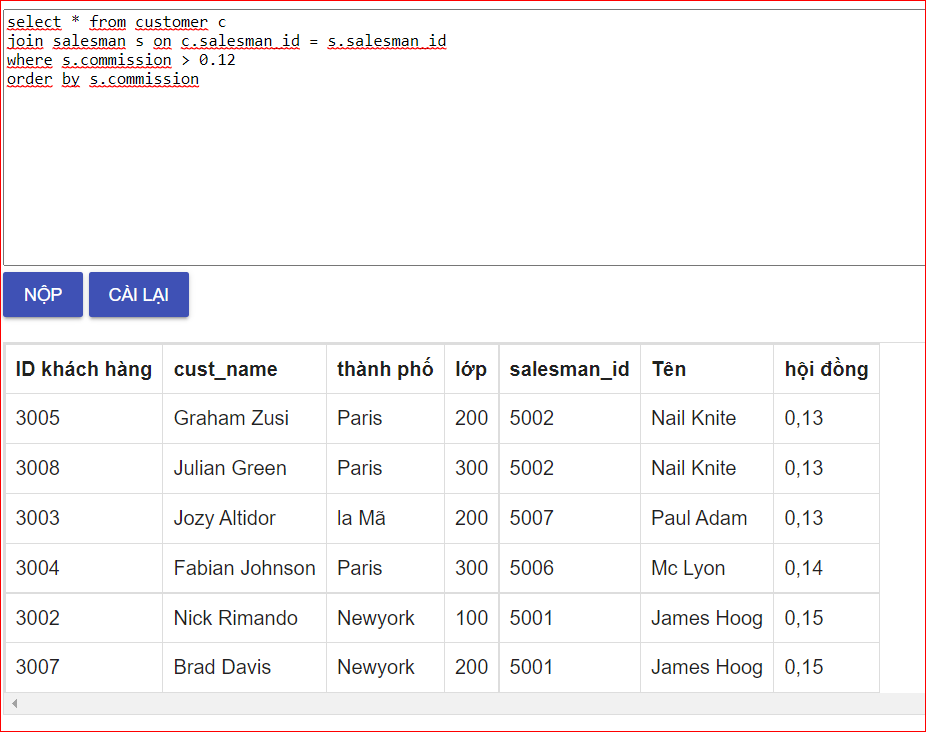 select * from customer c
join salesman s on c.salesman_id = s.salesman_id
where s.commission > 0.12
order by s.commission
NỘP CÀI LẠI
ID khách hàng cust_name thành phố lớp salesman_id Tên hội đồng
3005 Graham Zusi Paris 200 5002 Nail Knite 0,13
3008 Julian Green Paris 300 5002 Nail Knite 0,13
3003 Jozy Altidor la Mã 200 5007 Paul Adam 0,13
3004 Fabian Johnson Paris 300 5006 Mc Lyon 0,14
3002 Nick Rimando Newyork 100 5001 James Hoog 0,15
3007 Brad Davis Newyork 200 5001 James Hoog 0,15